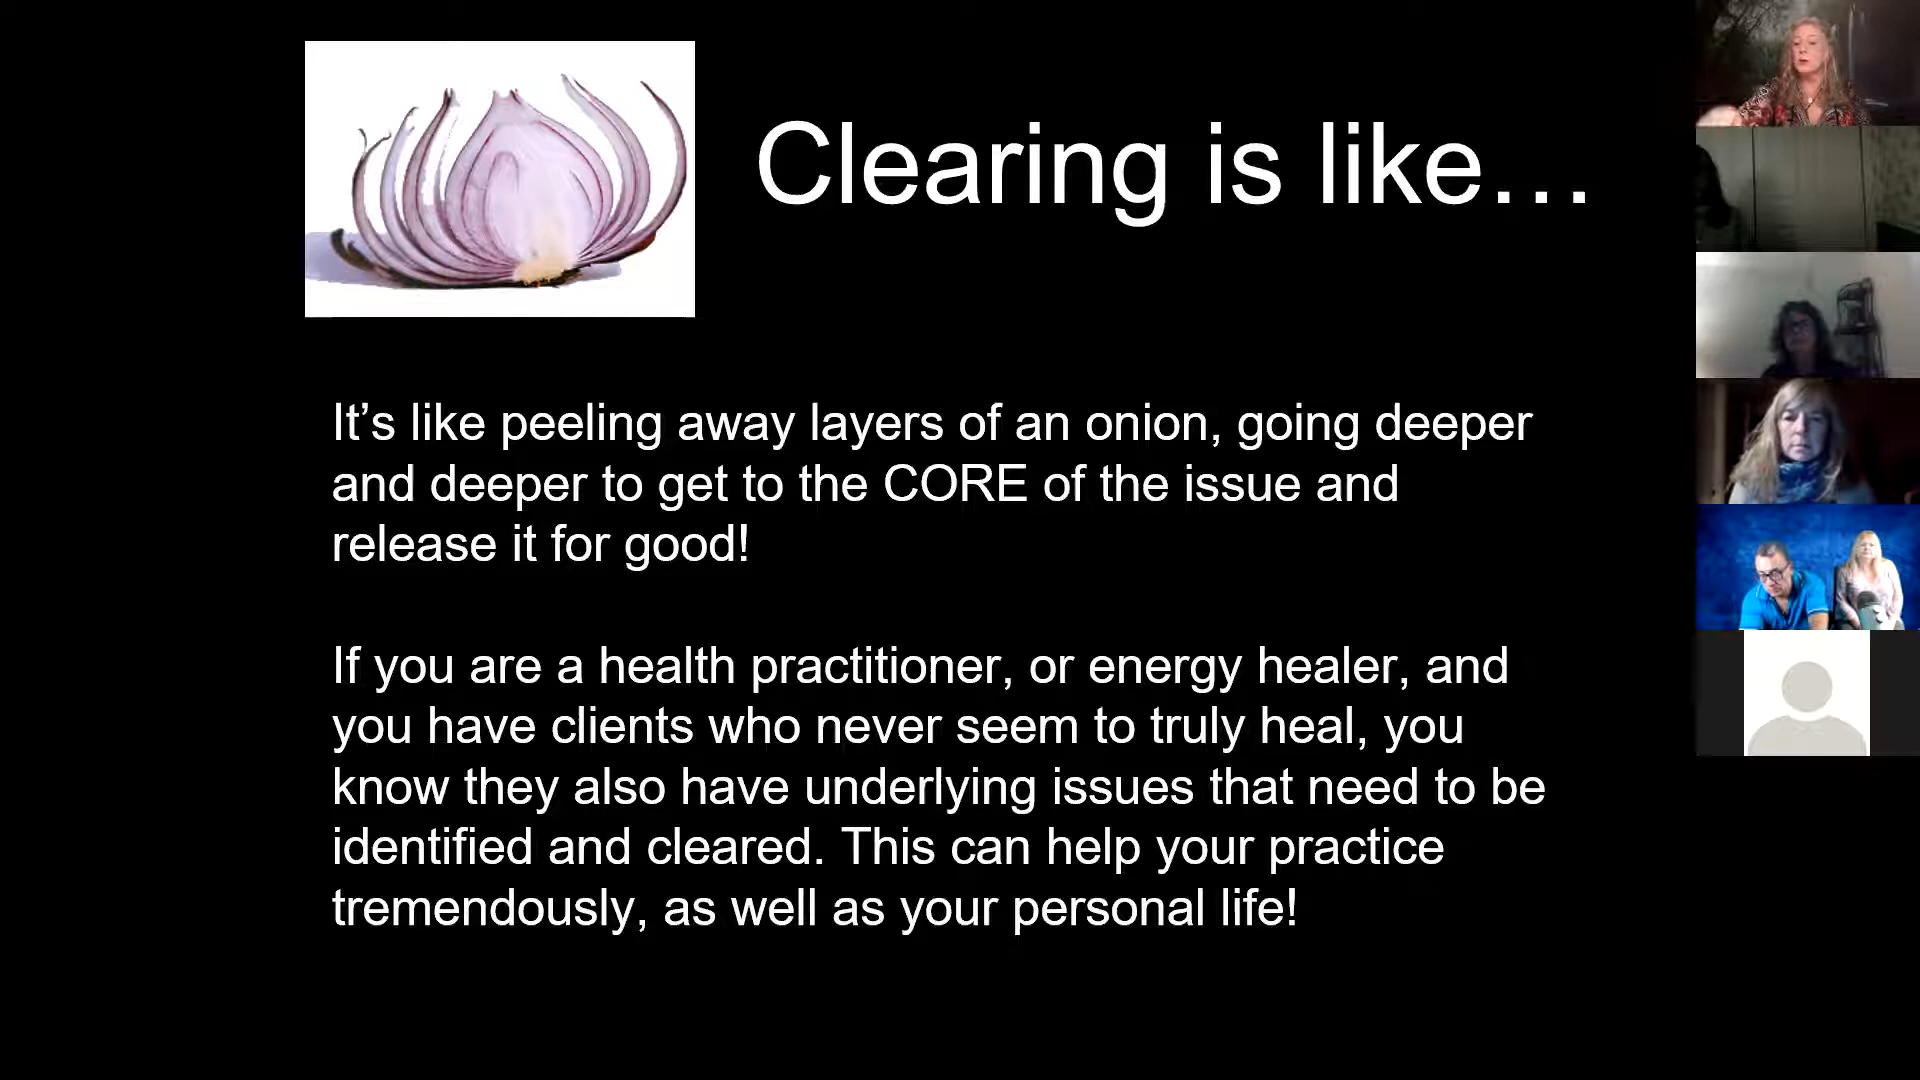 Clearing is like…
It’s like peeling away layers of an onion, going deeper
and deeper to get to the CORE of the issue and
release it for good!
If you are a health practitioner, or energy healer, and
you have clients who never seem to truly heal, you
know they also have underlying issues that need to be
identified and cleared. This can help your practice
tremendously, as well as your personal life!